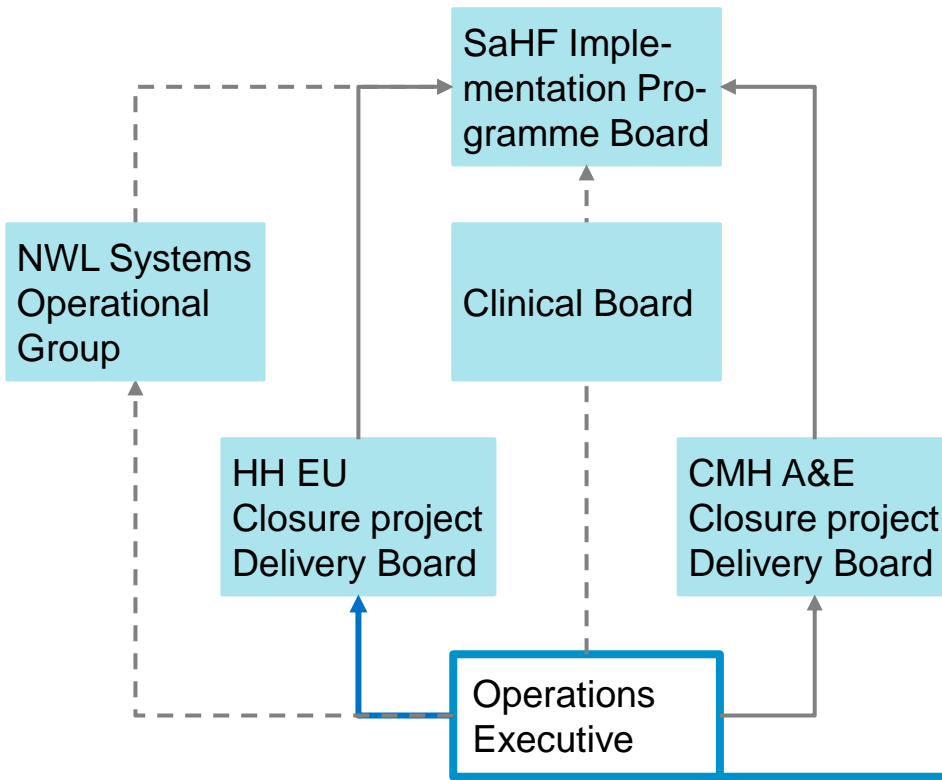 SaHF Imple-
mentation Pro-
gramme Board
NWL Systems
Operational
Group
Clinical Board
HH EU
Closure project
Delivery Board
CMH A&E
Closure project
Delivery Board
Operations
Executive